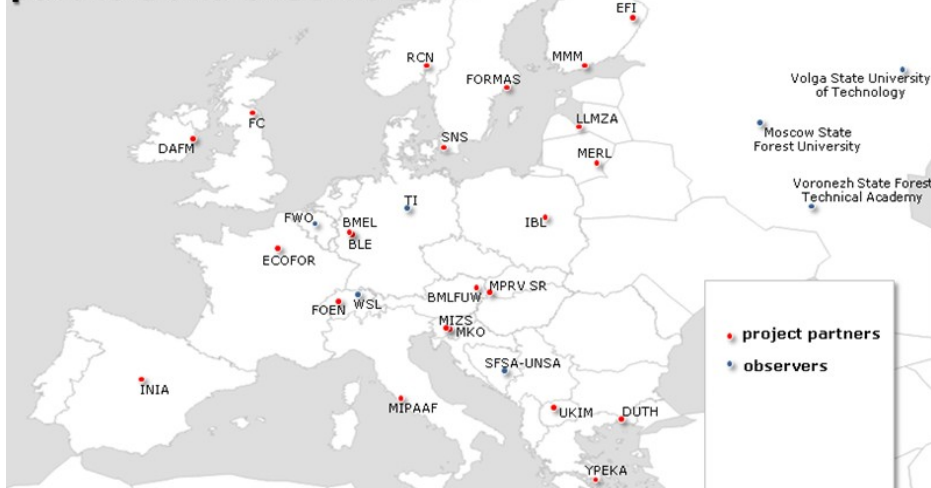 EFI
RCN
MMM
FORMAS
Volga State University
of Technology
FC
LLMZA
Moscow State
Forest University
DAFM
SNS
MERL
Voronezh State Forest
Technical Academy
TI
FWO
BMEL
IBL
BLE
ECOFOR
BMLFUW
MPRV SR
FOEN
WSL
MIZS
MKO
project partners
SFSA-UNSA
observers
INIA
MIPAAF
UKIM
DUTH
YPEKA